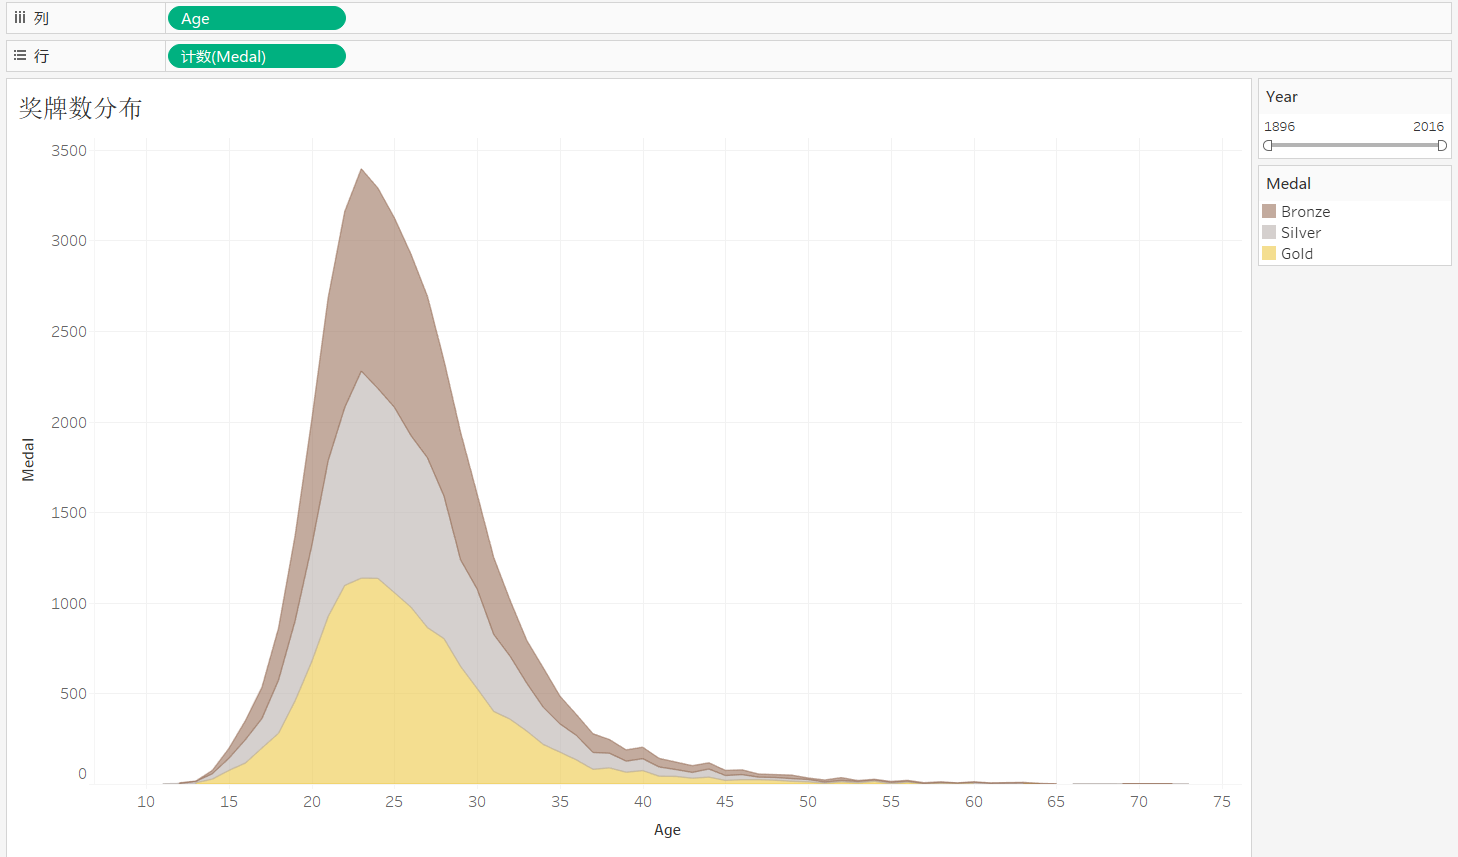 列 Age
行 计数(Medal)
奖牌数分布
Year
1896 2016
Medal
Bronze
Silver
Gold
3500
3000
2500
2000
1500
1000
500
0
Medal
10 15 20 25 30 35 40 45 50 55 60 65 70 75
Age